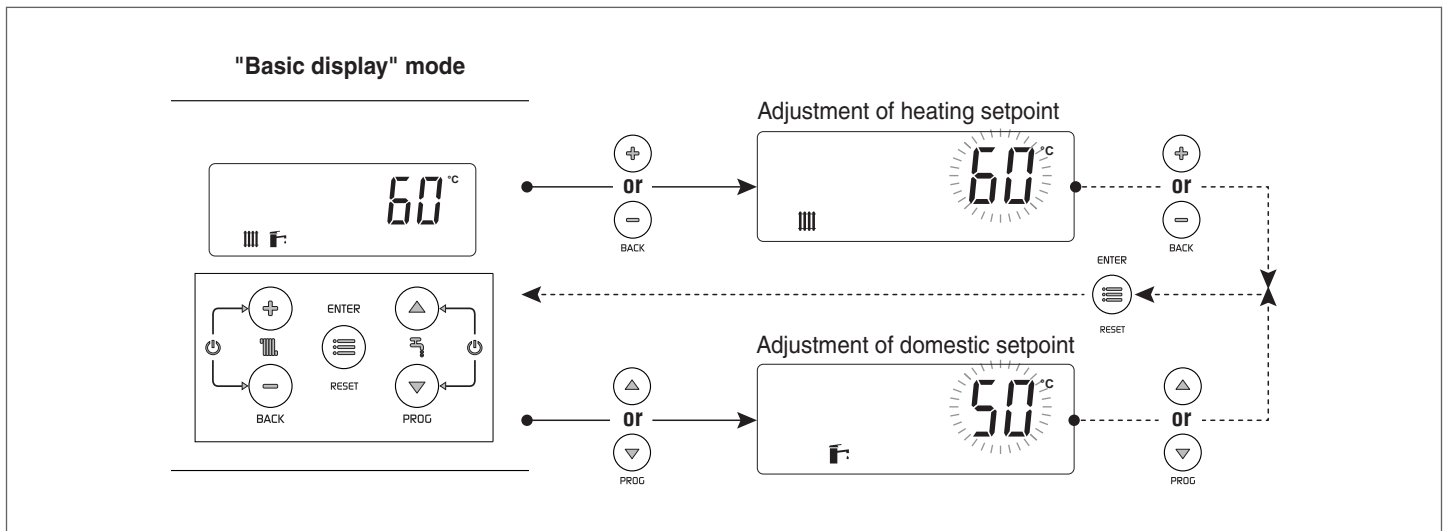 "Basic display" mode
60 °C
ENTER
RESET
BACK
PROG
or
BACK
Adjustment of heating setpoint
60 °C
or
BACK
ENTER
RESET
or
PROG
Adjustment of domestic setpoint
50 °C
or
PROG